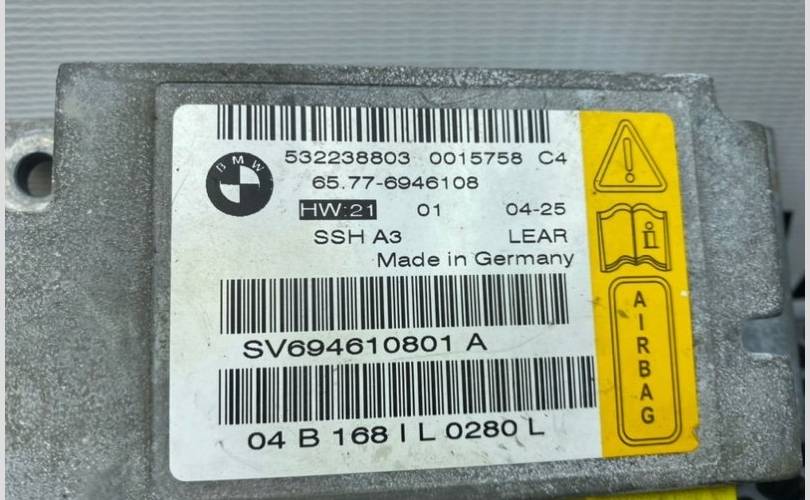 BMW
532238803 0015758 C4
65.77-6946108
HW:21 01 04-25
SSH A3 LEAR
Made in Germany
SV694610801 A
04 B 168 I L 0280 L
AIRBAG